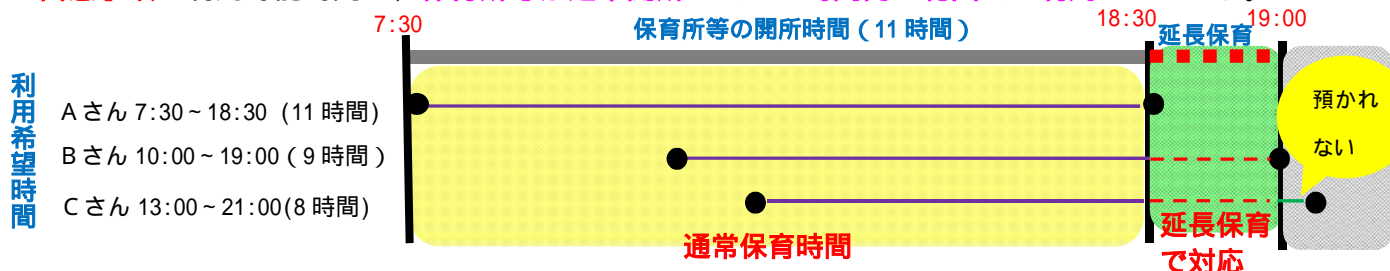 7:30
保育所等の開所時間(11 時間)
18:30
19:00
延長保育
利用希望時間
Aさん 7:30~18:30 (11 時間)
Bさん 10:00~19:00(9 時間)
Cさん 13:00~21:00(8 時間)
預かれ
ない
通常保育時間
延長保育
で対応